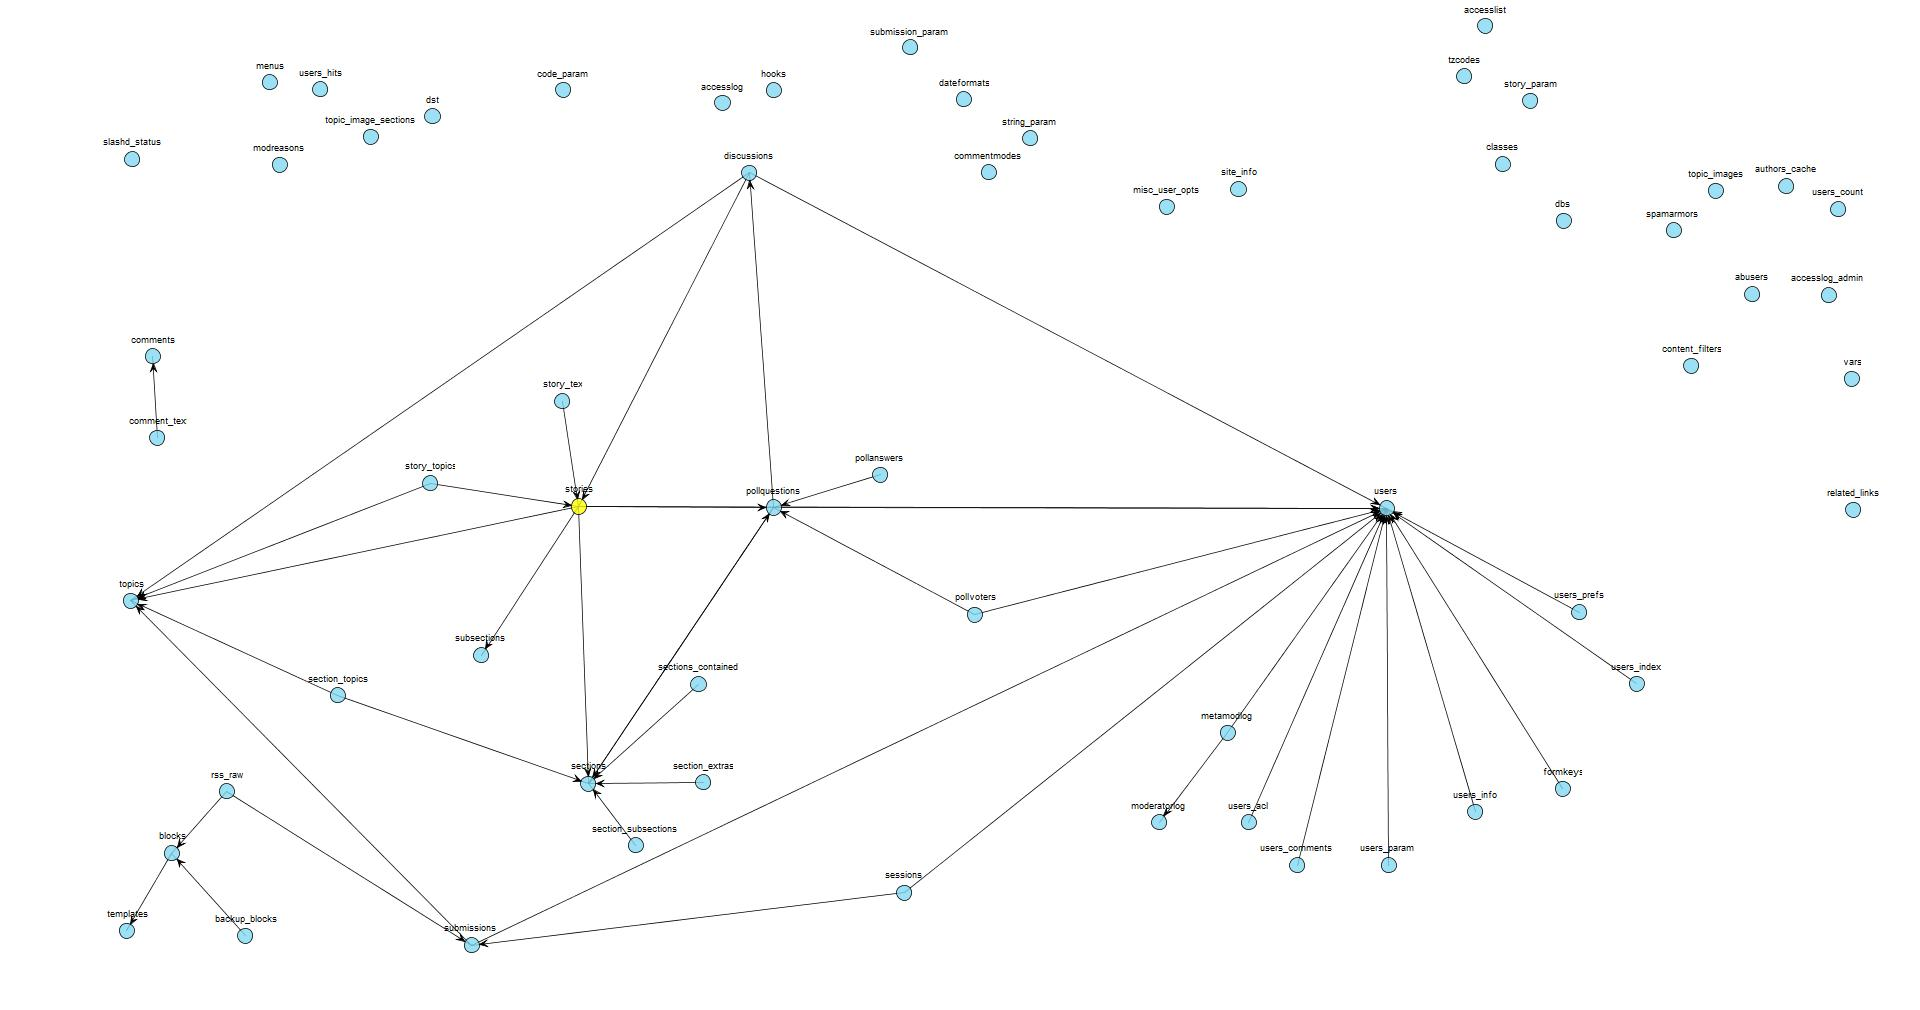 accesslist
submission_param
tzcodes
menus
users_hits
code_param
accesslog
hooks
dateformats
story_param
dst
topic_image_sections
string_param
slashd_status
modreasons
discussions
commentmodes
classes
site_info
misc_user_opts
topic_images
authors_cache
users_count
dbs
spamarmors
abusers
accesslog_admin
comments
content_filters
vars
story_tex
comment_tex
story_topics
pollanswers
stories
pollquestions
users
related_links
topics
pollvoters
users_prefs
subsections
sections_contained
users_index
section_topics
metamodlog
sections
section_extras
rss_raw
formkeys
users_info
moderatorlog
users_acl
blocks
section_subsections
users_comments
users_param
sessions
templates
backup_blocks
submissions